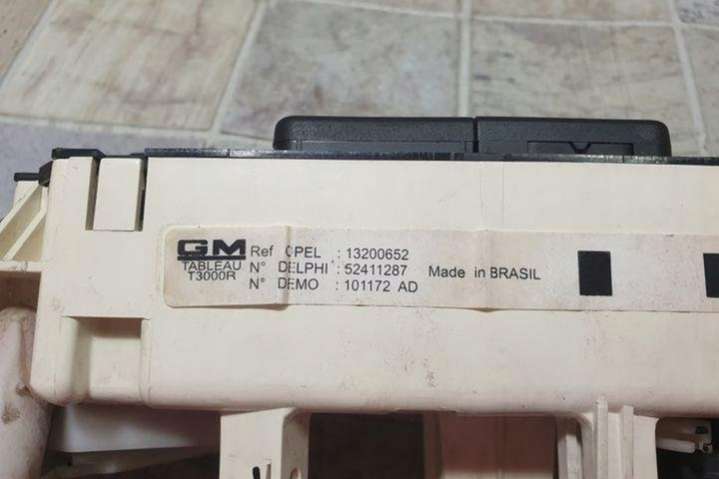 GM
TABLEAU
T3000R
Ref OPEL : 13200652
N° DELPHI : 52411287 Made in BRASIL
N° DEMO : 101172 AD